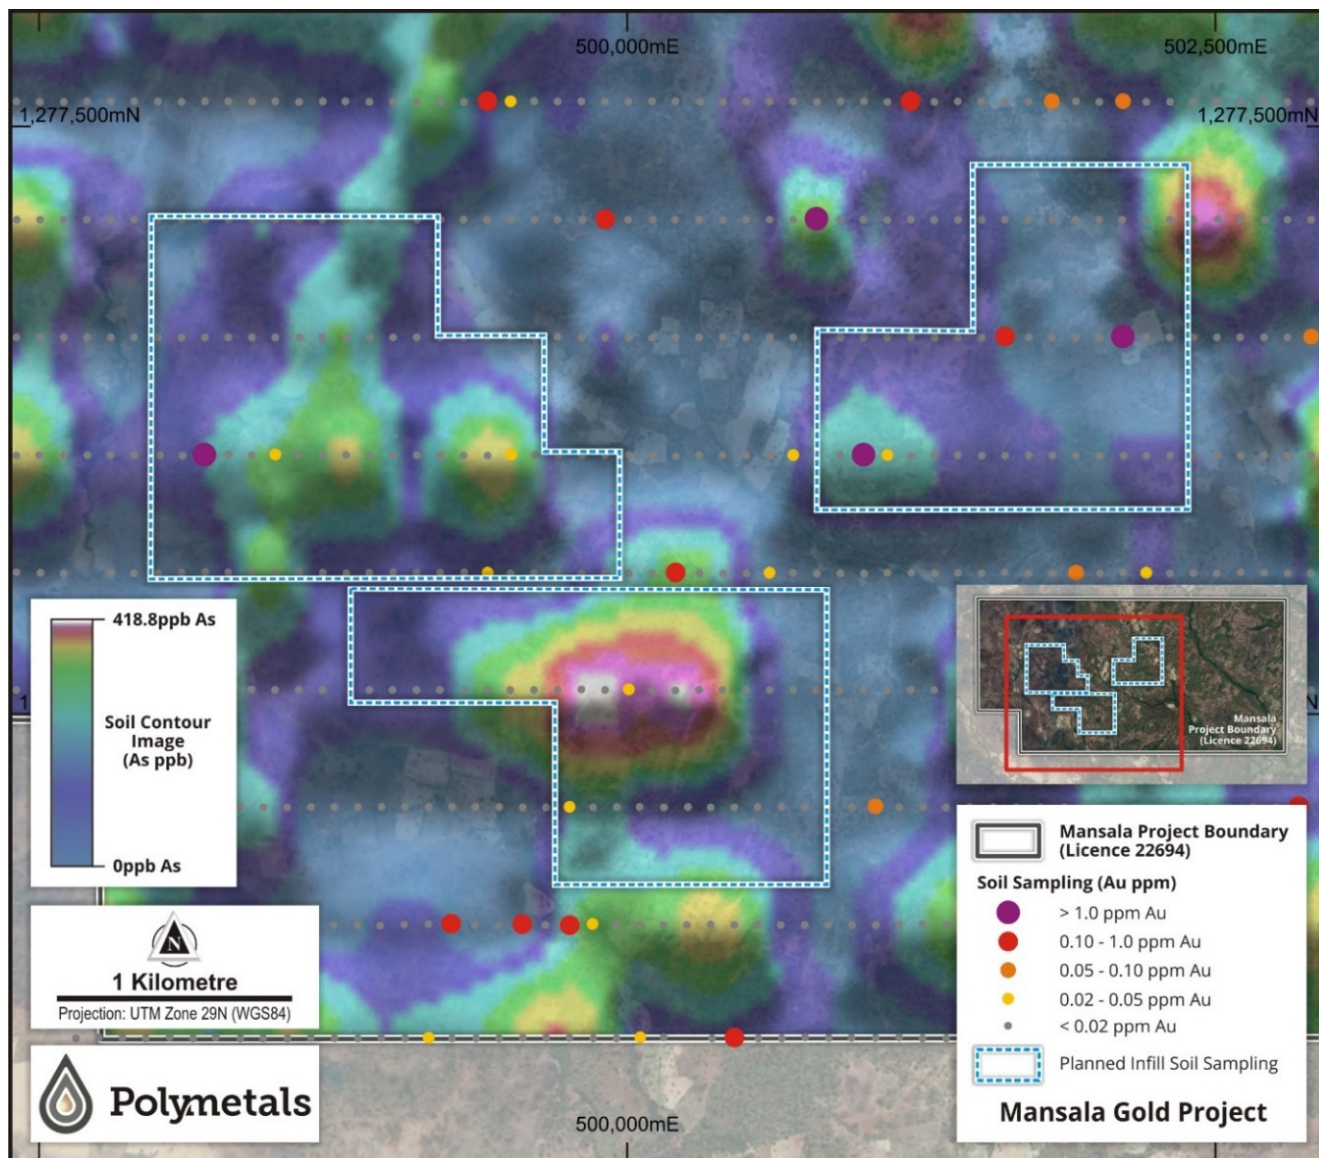 500,000mE
502,500mE
1,277,500mN
1,277,500mN
418.8ppb As
Soil Contour
Image
(As ppb)
0ppb As
1 Kilometre
Projection: UTM Zone 29N (WGS84)
N
Polymetals
500,000mE
Mansala
Project Boundary
(Licence 22694)
Mansala Project Boundary
(Licence 22694)
Soil Sampling (Au ppm)
> 1.0 ppm Au
0.10 - 1.0 ppm Au
0.05 - 0.10 ppm Au
0.02 - 0.05 ppm Au
< 0.02 ppm Au
Planned Infill Soil Sampling
Mansala Gold Project